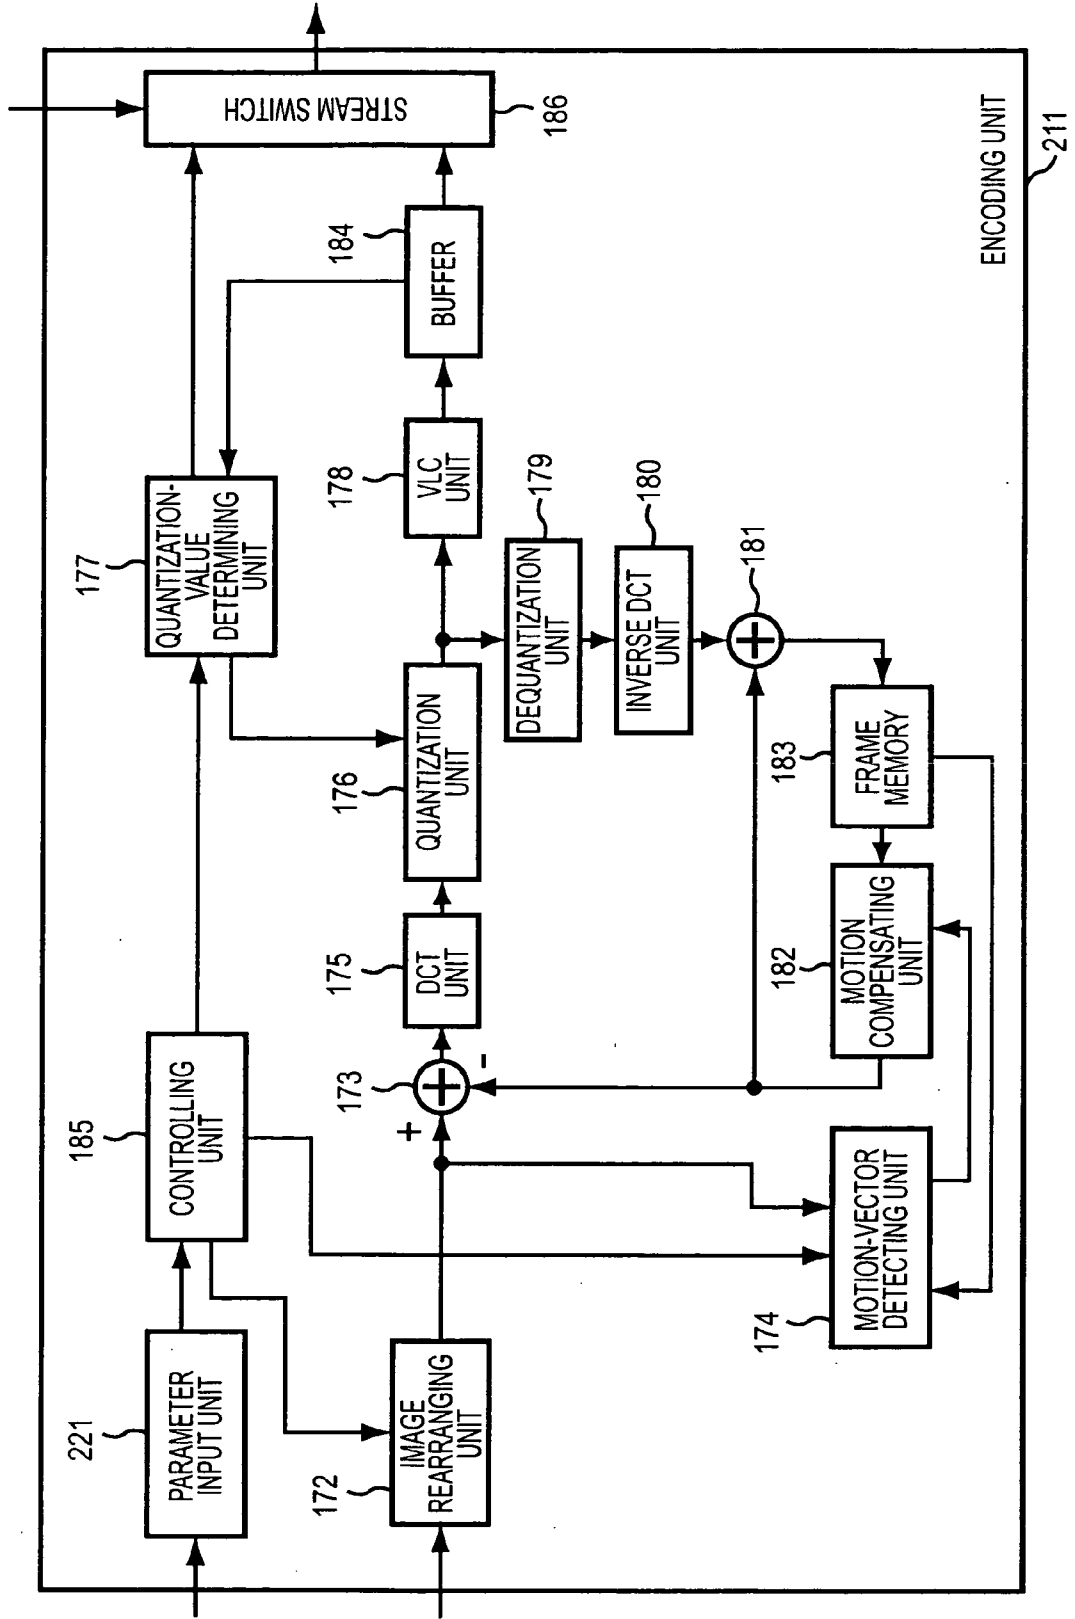 221
PARAMETER
INPUT UNIT
185
CONTROLLING
UNIT
177
QUANTIZATION-
VALUE
DETERMINING
UNIT
STREAM SWITCH
186
172
IMAGE
REARRANGING
UNIT
+
-
173
175
DCT
UNIT
176
QUANTIZATION
UNIT
178
VLC
UNIT
184
BUFFER
DEQUANTIZATION
UNIT
179
INVERSE DCT
UNIT
180
181
174
MOTION-VECTOR
DETECTING UNIT
182
MOTION
COMPENSATING
UNIT
183
FRAME
MEMORY
ENCODING UNIT
211